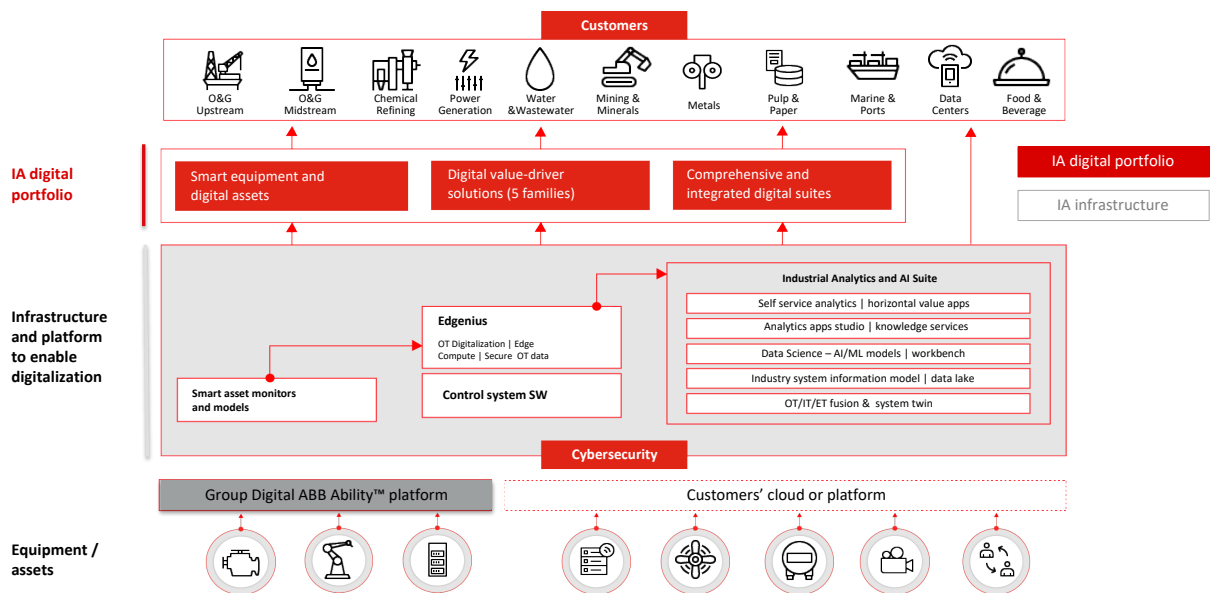 Customers
O&G
Upstream
O&G
Midstream
Chemical
Refining
Power
Generation
Water
&Wastewater
Mining &
Minerals
Metals
Pulp &
Paper
Marine &
Ports
Data
Centers
Food &
Beverage
IA digital
portfolio
Smart equipment and
digital assets
Digital value-driver
solutions (5 families)
Comprehensive and
integrated digital suites
IA digital portfolio
IA infrastructure
Infrastructure
and platform
to enable
digitalization
Smart asset monitors
and models
Edgenius
OT Digitalization | Edge
Compute | Secure OT data
Control system SW
Industrial Analytics and AI Suite
Self service analytics | horizontal value apps
Analytics apps studio | knowledge services
Data Science – AI/ML models | workbench
Industry system information model | data lake
OT/IT/ET fusion & system twin
Cybersecurity
Group Digital ABB Ability™ platform
Customers’ cloud or platform
Equipment /
assets